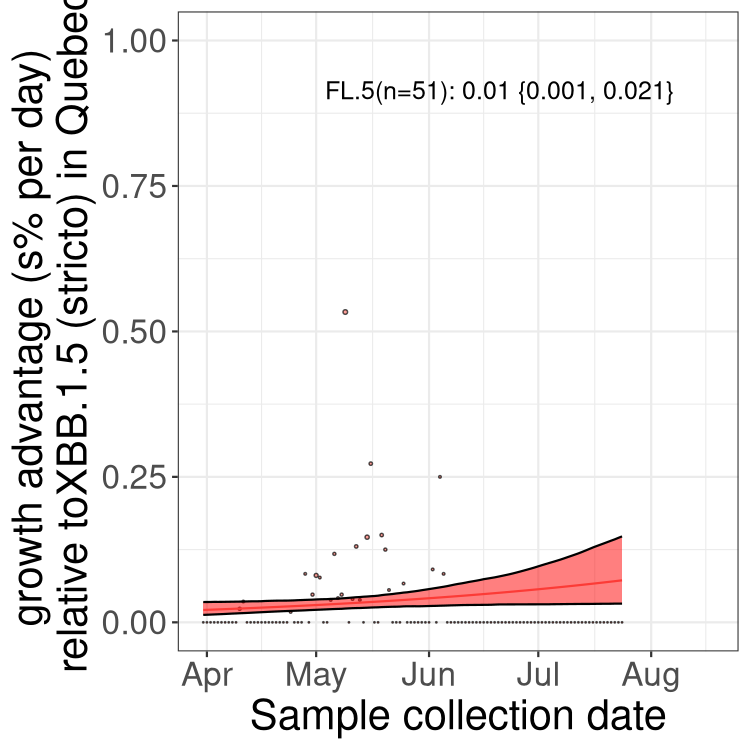 growth advantage (s% per day)
relative toXBB.1.5 (stricto) in Quebec
1.00
0.75
0.50
0.25
0.00
FL.5(n=51): 0.01 {0.001, 0.021}
Apr May Jun Jul Aug
Sample collection date